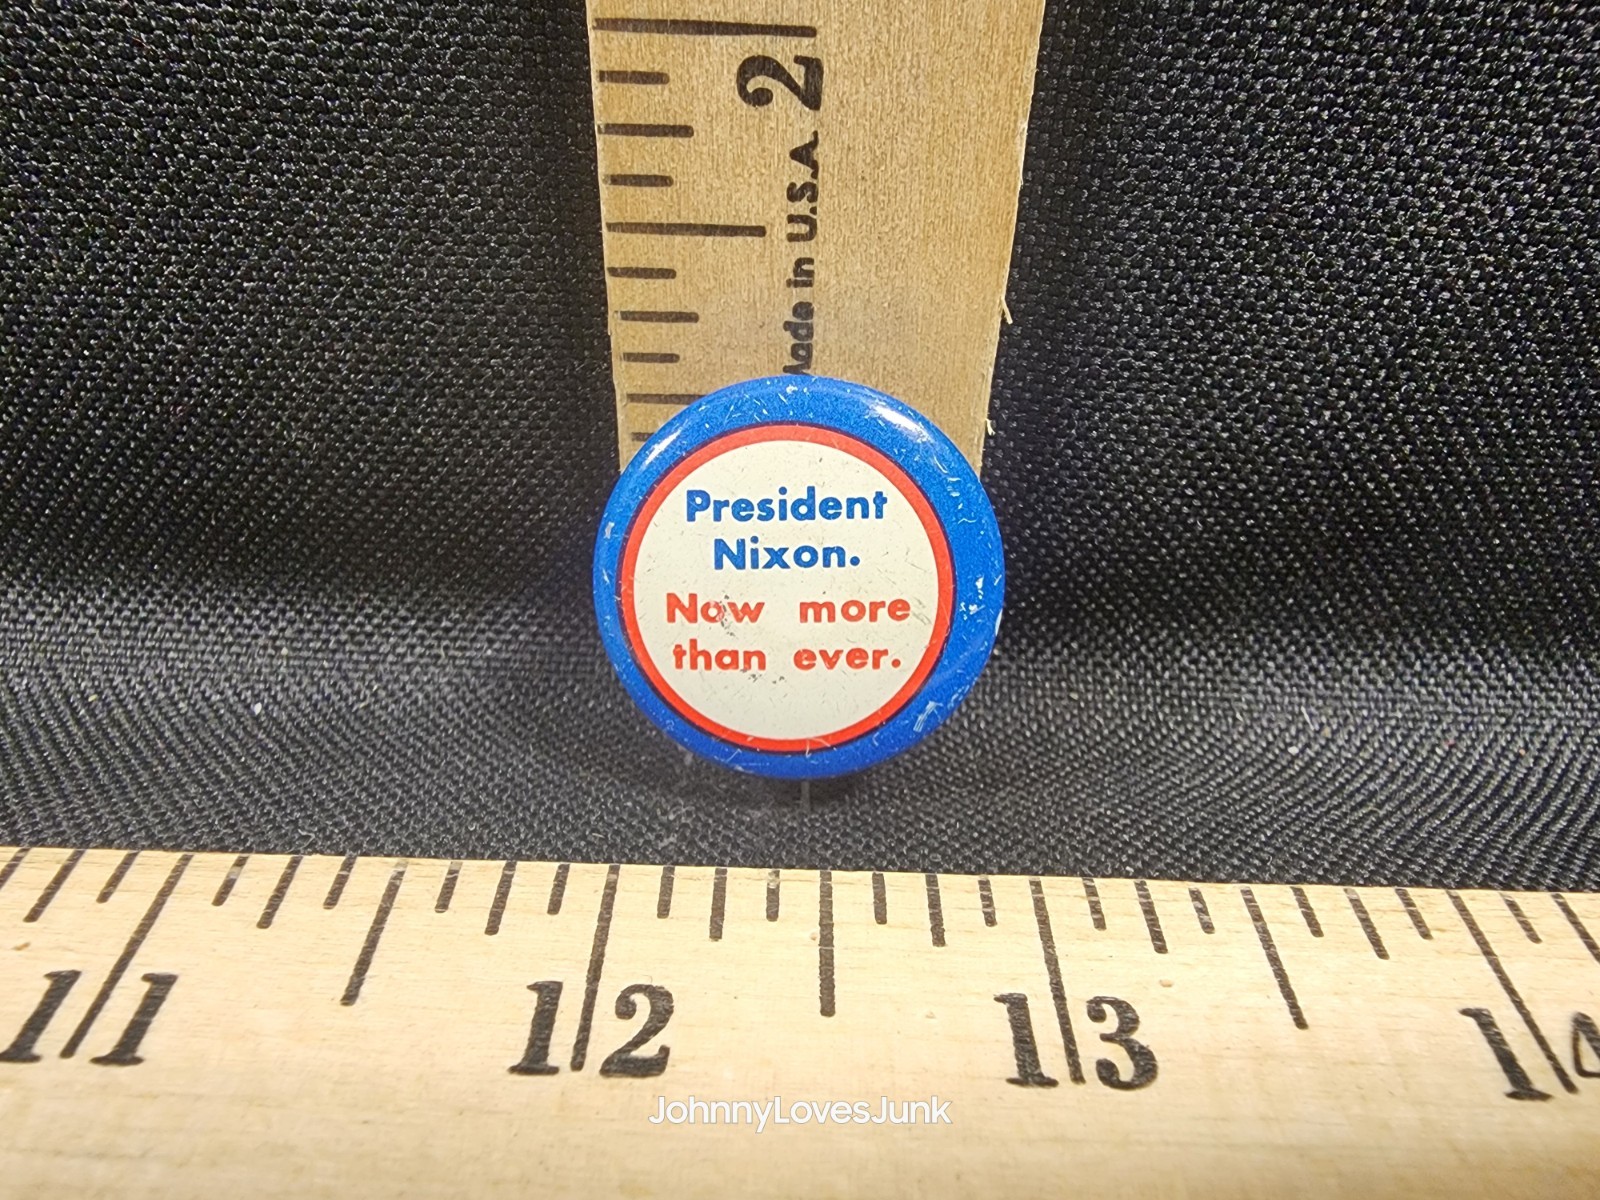 2
Made in U.S.A.
President
Nixon.
Now more
than ever.
11 12 13 14
JohnnyLovesJunk